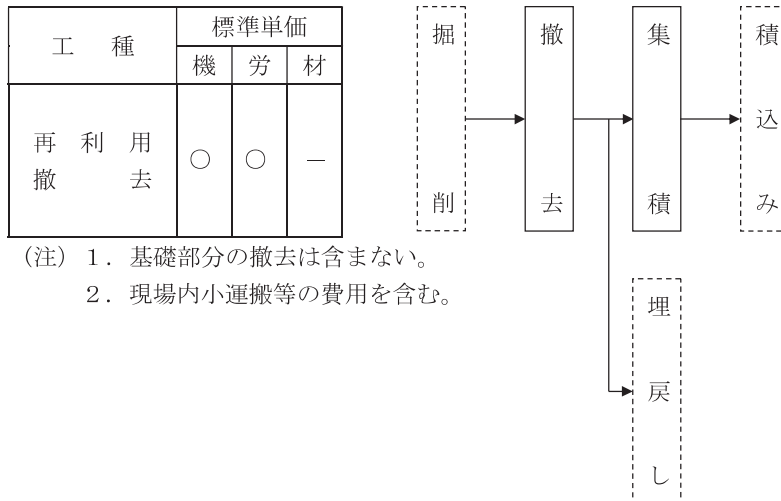 工 種
標準単価
機 労 材
再 利 用
撤 去
○ ○ －
掘 削
撤 去
集 積
積 込 み
埋 戻 し
（注）１．基礎部分の撤去は含まない。
２．現場内小運搬等の費用を含む。